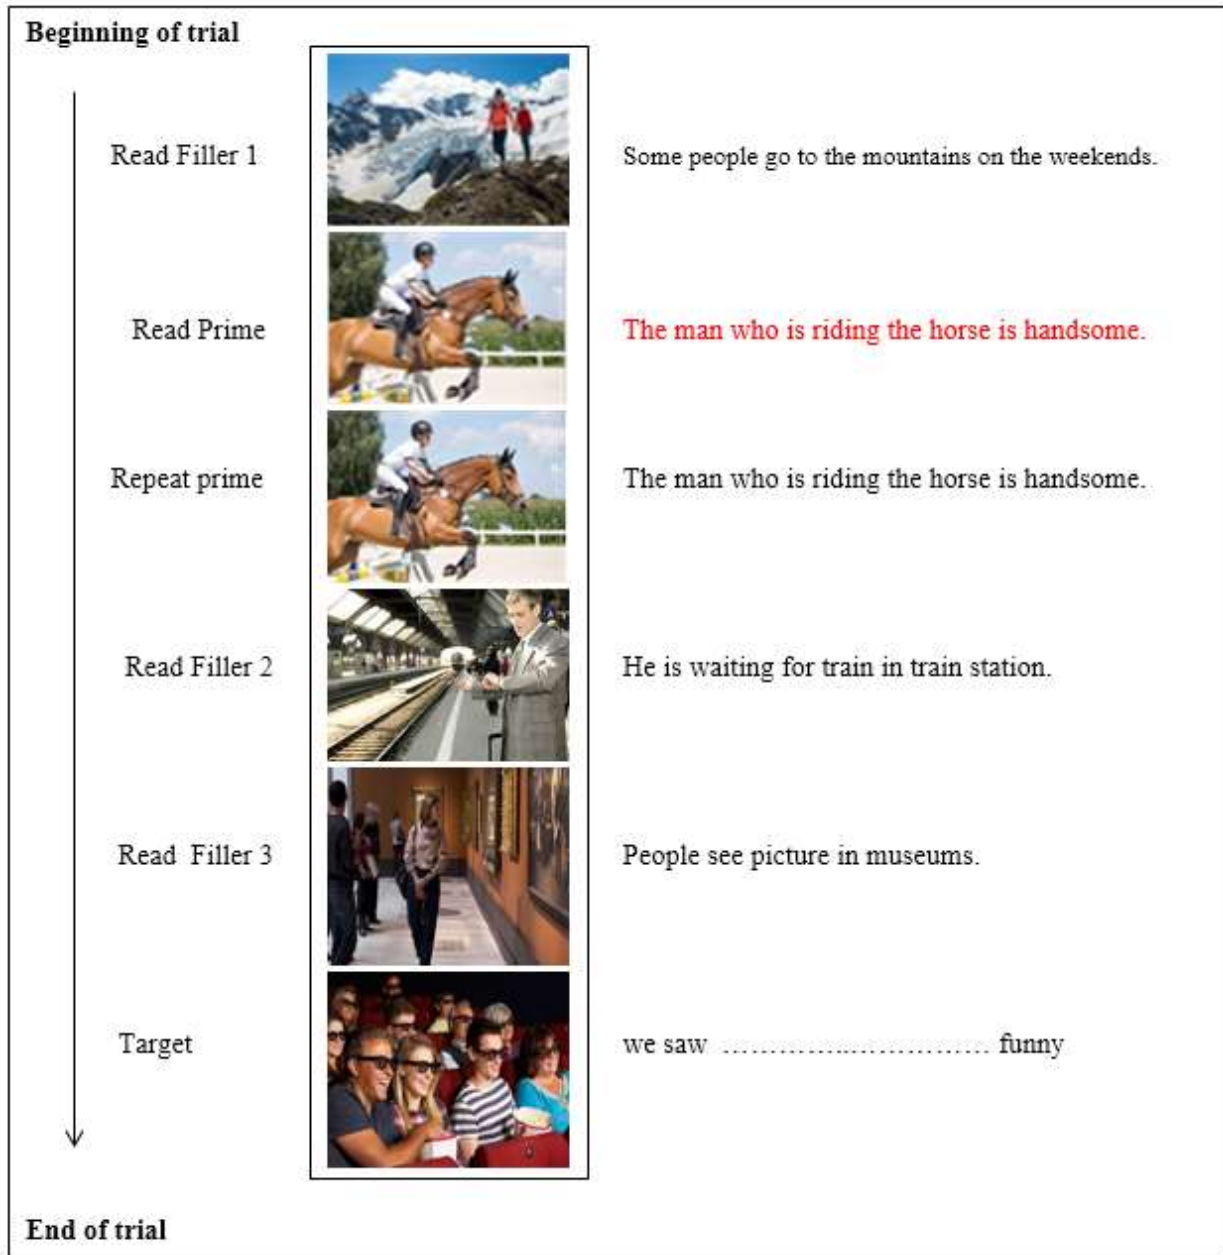 Beginning of trial
Read Filler 1 Some people go to the mountains on the weekends.
Read Prime The man who is riding the horse is handsome.
Repeat prime The man who is riding the horse is handsome.
Read Filler 2 He is waiting for train in train station.
Read Filler 3 People see picture in museums.
Target we saw ................................. funny
End of trial